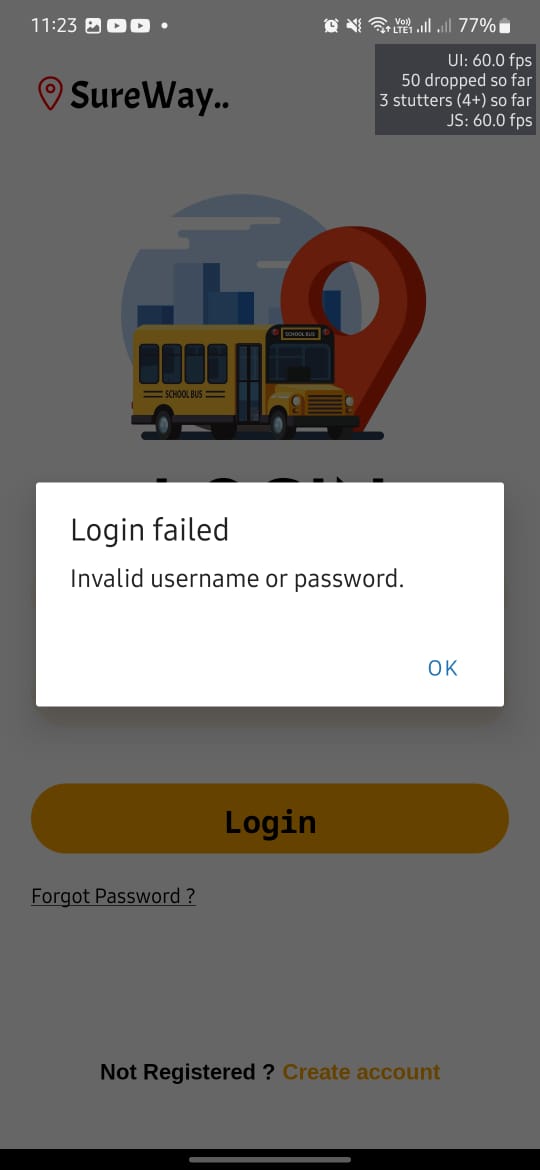 11:23
Vo))
LTE1
77%
UI: 60.0 fps
50 dropped so far
3 stutters (4+) so far
JS: 60.0 fps
SureWay..
SCHOOL BUS
SCHOOL BUS
Login failed
Invalid username or password.
OK
Login
Forgot Password ?
Not Registered ? Create account